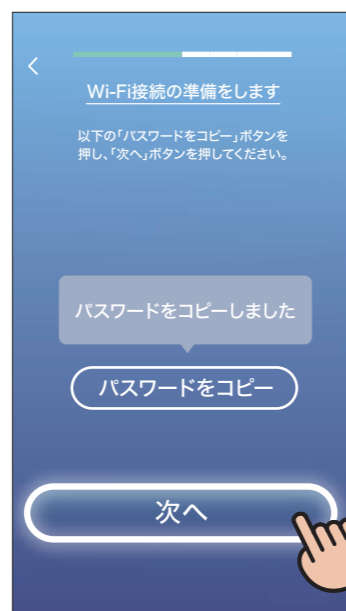 Wi-Fi接続の準備をします
以下の「パスワードをコピー」ボタンを
押し、「次へ」ボタンを押してください。
パスワードをコピーしました
パスワードをコピー
次へ